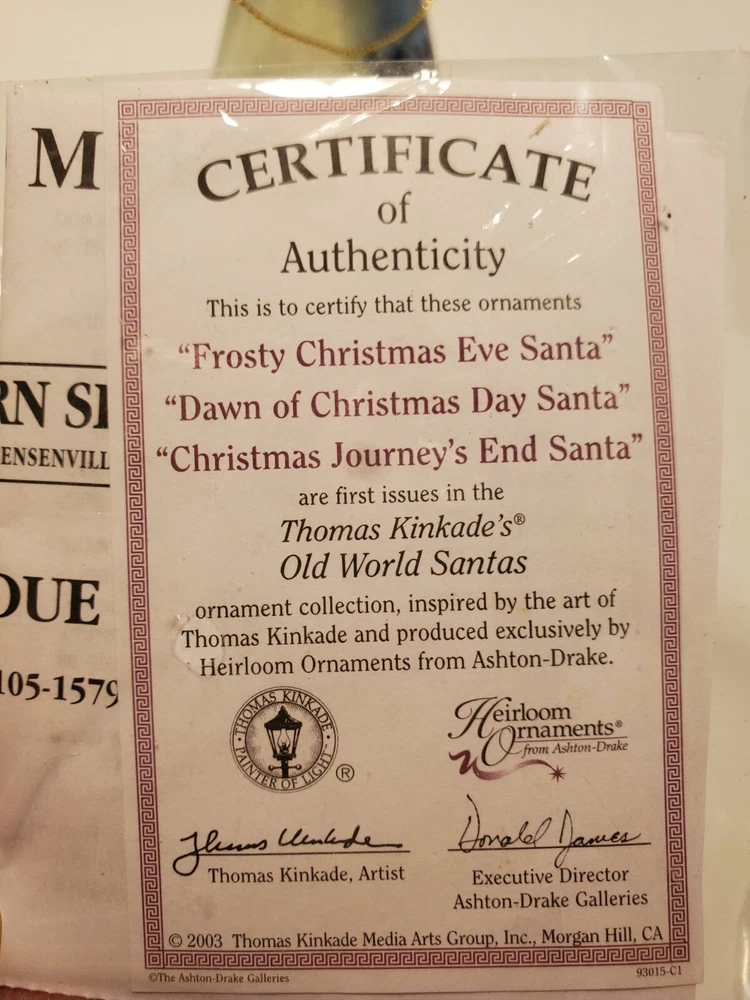 M
RN SI
ENSENVILL
DUE
105-1579
CERTIFICATE
of
Authenticity
This is to certify that these ornaments
“Frosty Christmas Eve Santa”
“Dawn of Christmas Day Santa”
“Christmas Journey’s End Santa”
are first issues in the
Thomas Kinkade’s®
Old World Santas
ornament collection, inspired by the art of
Thomas Kinkade and produced exclusively by
Heirloom Ornaments from Ashton-Drake.
THOMAS KINKADE
PAINTER OF LIGHT ®
Heirloom
Ornaments®
from Ashton-Drake
Thomas Kinkade
Thomas Kinkade, Artist
Donald James
Executive Director
Ashton-Drake Galleries
© 2003 Thomas Kinkade Media Arts Group, Inc., Morgan Hill, CA
©The Ashton-Drake Galleries
93015-C1